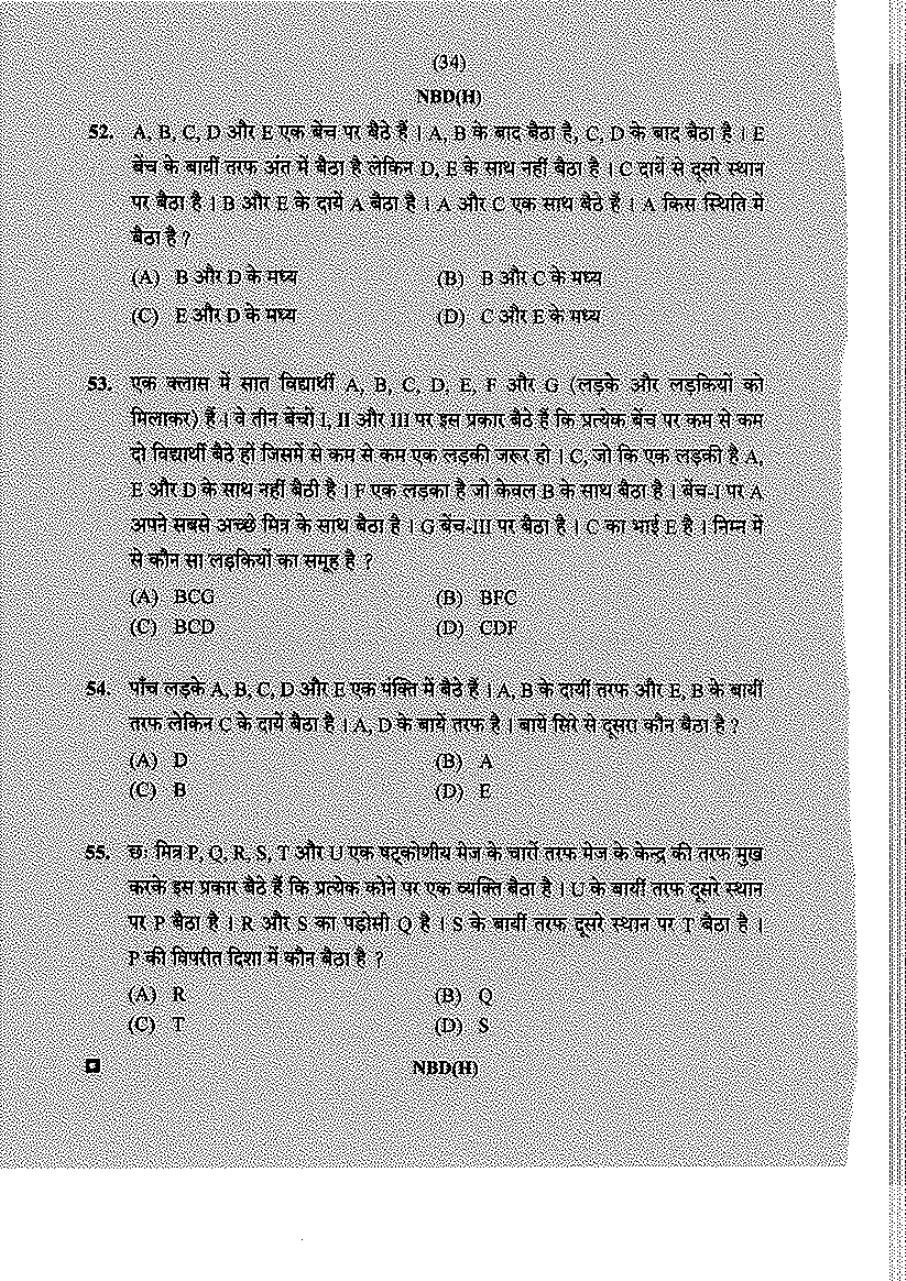 (34)
NBD(H)
52. A, B, C, D और E एक बेंच पर बैठे हैं । A, B के बाद बैठा है, C, D के बाद बैठा है । E
बेंच के बायीं तरफ अंत में बैठा है लेकिन D, E के साथ नहीं बैठा है । C दायें से दूसरे स्थान
पर बैठा है । B और E के दायें A बैठा है । A और C एक साथ बैठे हैं । A किस स्थिति में
बैठा है ?
(A) B और D के मध्य (B) B और C के मध्य
(C) E और D के मध्य (D) C और E के मध्य
53. एक क्लास में सात विद्यार्थी A, B, C, D, E, F और G (लड़के और लड़कियों को
मिलाकर) हैं । वे तीन बेंचों I, II और III पर इस प्रकार बैठे हैं कि प्रत्येक बेंच पर कम से कम
दो विद्यार्थी बैठे हों जिसमें से कम से कम एक लड़की जरूर हो । C, जो कि एक लड़की है A,
E और D के साथ नहीं बैठी है । F एक लड़का है जो केवल B के साथ बैठा है । बेंच-I पर A
अपने सबसे अच्छे मित्र के साथ बैठा है । G बेंच-III पर बैठा है । C का भाई E है । निम्न में
से कौन सा लड़कियों का समूह है ?
(A) BCG (B) BFC
(C) BCD (D) CDF
54. पाँच लड़के A, B, C, D और E एक पंक्ति में बैठे हैं । A, B के दायीं तरफ और E, B के बायीं
तरफ लेकिन C के दायें बैठा है । A, D के बायें तरफ है । बायें सिरे से दूसरा कौन बैठा है ?
(A) D (B) A
(C) B (D) E
55. छः मित्र P, Q, R, S, T और U एक षट्कोणीय मेज के चारों तरफ मेज के केन्द्र की तरफ मुख
करके इस प्रकार बैठे हैं कि प्रत्येक कोने पर एक व्यक्ति बैठा है । U के बायीं तरफ दूसरे स्थान
पर P बैठा है । R और S का पड़ोसी Q है । S के बायीं तरफ दूसरे स्थान पर T बैठा है ।
P की विपरीत दिशा में कौन बैठा है ?
(A) R (B) Q
(C) T (D) S
NBD(H)